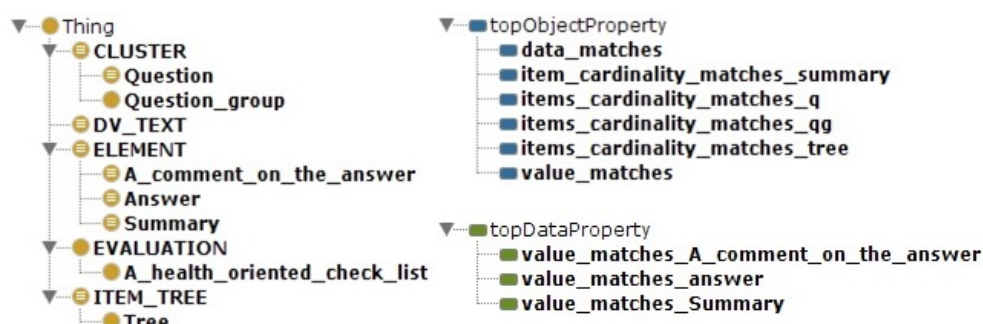 Thing
CLUSTER
Question
Question_group
DV_TEXT
ELEMENT
A_comment_on_the_answer
Answer
Summary
EVALUATION
A_health_oriented_check_list
ITEM_TREE
Tree
topObjectProperty
data_matches
item_cardinality_matches_summary
items_cardinality_matches_q
items_cardinality_matches_qg
items_cardinality_matches_tree
value_matches
topDataProperty
value_matches_A_comment_on_the_answer
value_matches_answer
value_matches_Summary